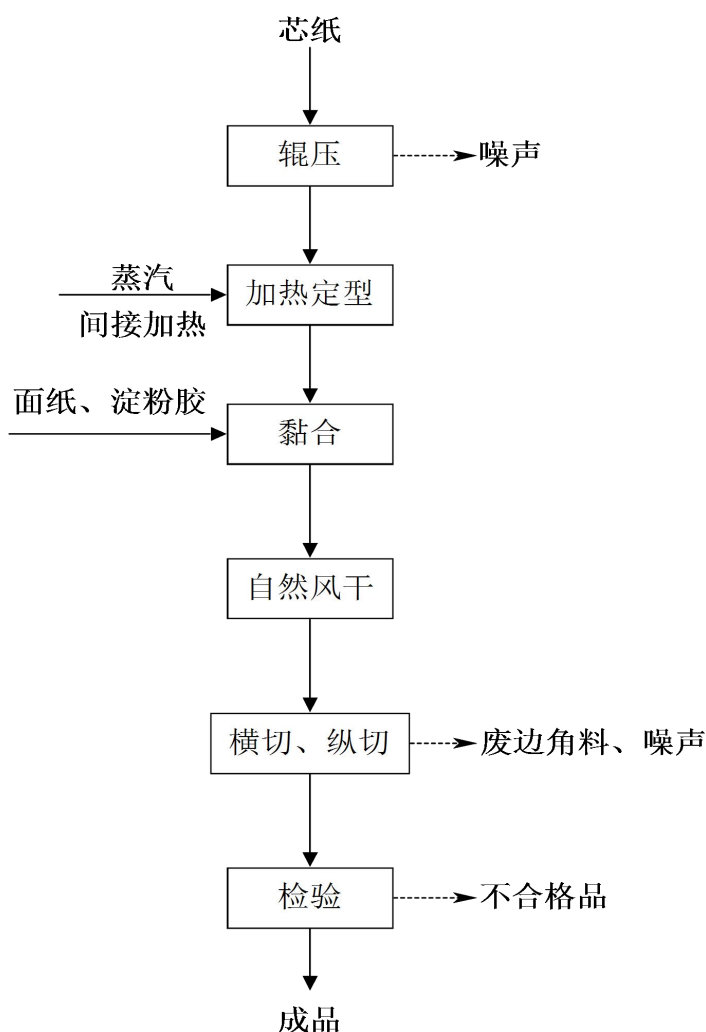 芯纸
辊压
噪声
蒸汽
间接加热
加热定型
面纸、淀粉胶
黏合
自然风干
横切、纵切
废边角料、噪声
检验
不合格品
成品